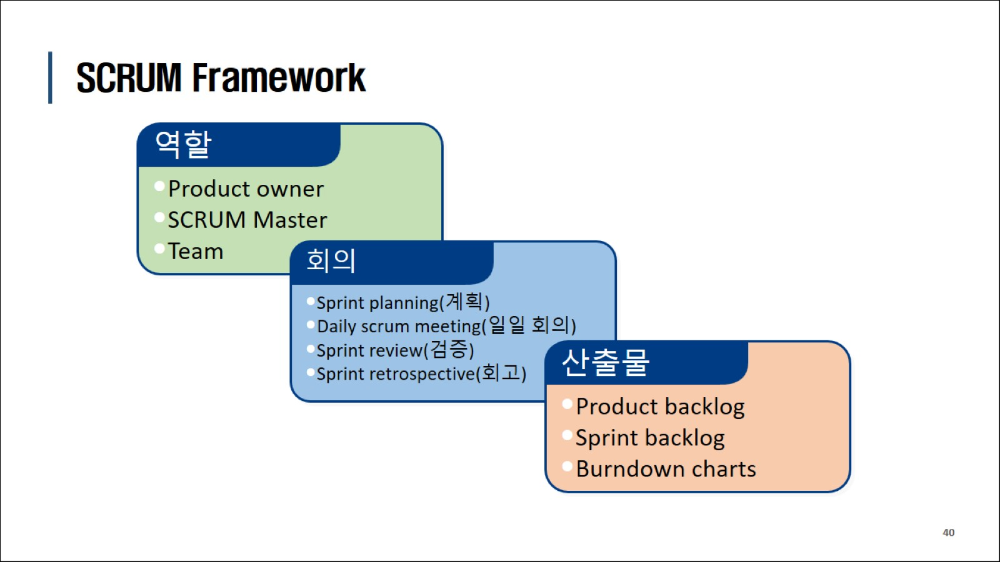 SCRUM Framework
역할
Product owner
SCRUM Master
Team
회의
Sprint planning(계획)
Daily scrum meeting(일일 회의)
Sprint review(검증)
Sprint retrospective(회고)
산출물
Product backlog
Sprint backlog
Burndown charts
40